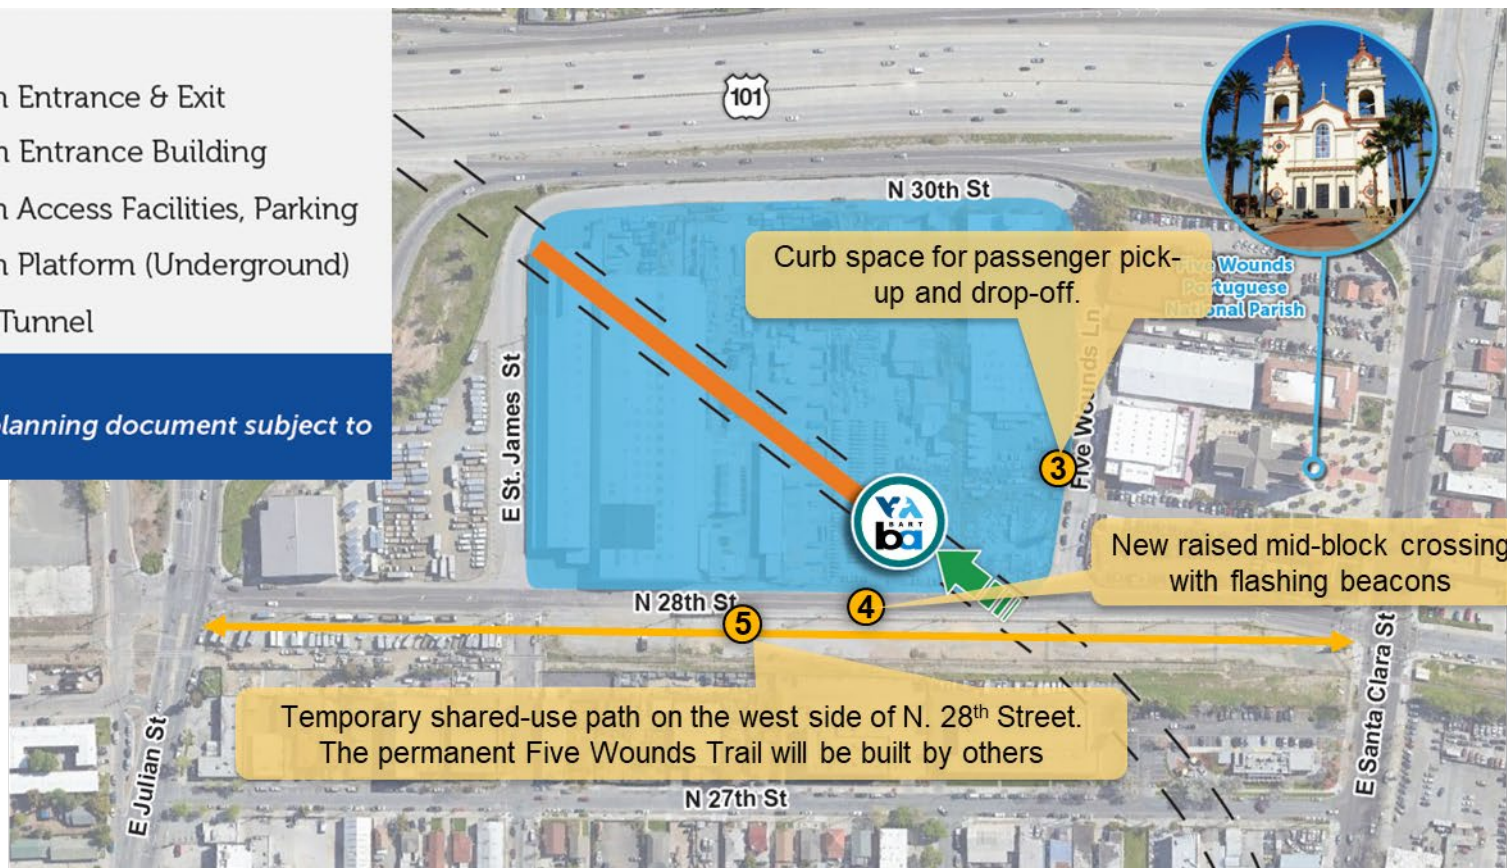 n Entrance & Exit
n Entrance Building
n Access Facilities, Parking
n Platform (Underground)
Tunnel
planning document subject to
101
N 30th St
Curb space for passenger pick-
up and drop-off.
Five Wounds
Portuguese
National Parish
E St. James St
Five Wounds Ln
3
VTA
BART
ba
New raised mid-block crossing
with flashing beacons
N 28th St
4
5
Temporary shared-use path on the west side of N. 28th Street.
The permanent Five Wounds Trail will be built by others
E Julian St
N 27th St
E Santa Clara St